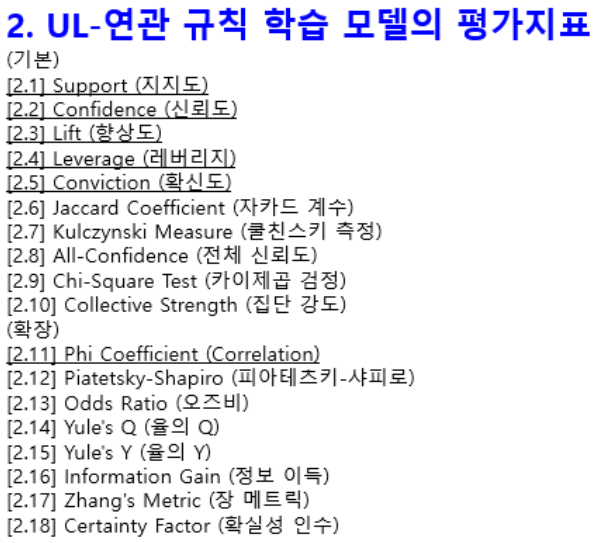 2. UL-연관 규칙 학습 모델의 평가지표
(기본)
[2.1] Support (지지도)
[2.2] Confidence (신뢰도)
[2.3] Lift (향상도)
[2.4] Leverage (레버리지)
[2.5] Conviction (확신도)
[2.6] Jaccard Coefficient (자카드 계수)
[2.7] Kulczynski Measure (쿨친스키 측정)
[2.8] All-Confidence (전체 신뢰도)
[2.9] Chi-Square Test (카이제곱 검정)
[2.10] Collective Strength (집단 강도)
(확장)
[2.11] Phi Coefficient (Correlation)
[2.12] Piatetsky-Shapiro (피아테츠키-샤피로)
[2.13] Odds Ratio (오즈비)
[2.14] Yule's Q (율의 Q)
[2.15] Yule's Y (율의 Y)
[2.16] Information Gain (정보 이득)
[2.17] Zhang's Metric (장 메트릭)
[2.18] Certainty Factor (확실성 인수)